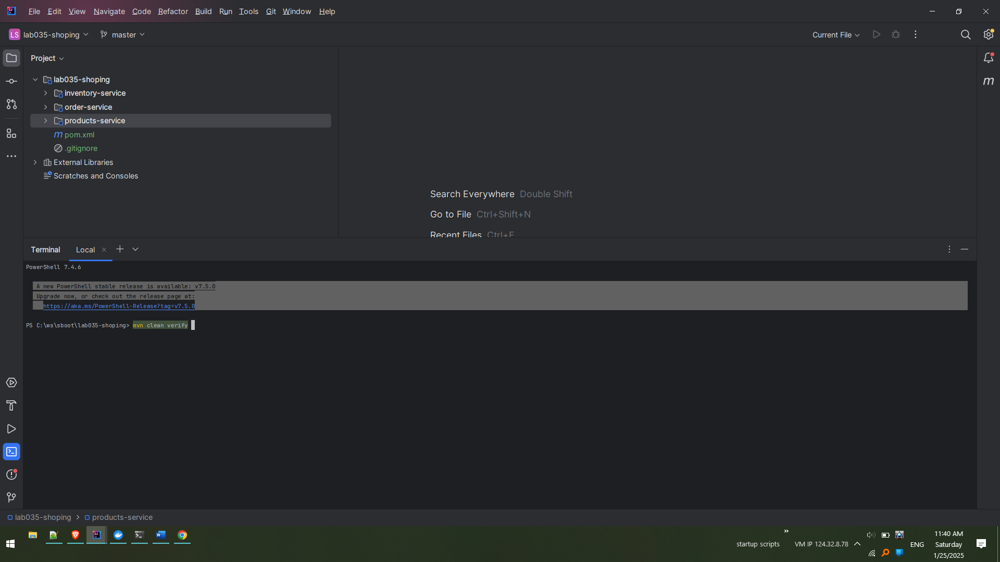 File Edit View Navigate Code Refactor Build Run Tools Git Window Help
LS lab035-shoping master Current File
Project
lab035-shoping
inventory-service
order-service
products-service
m pom.xml
.gitignore
External Libraries
Scratches and Consoles
Search Everywhere Double Shift
Go to File Ctrl+Shift+N
Recent Files Ctrl+E
Terminal Local
PowerShell 7.4.6
A new PowerShell stable release is available: v7.5.0
Upgrade now, or check out the release page at:
https://aka.ms/PowerShell-Release?tag=v7.5.0
PS C:\ws\sboot\lab035-shoping> mvn clean verify
lab035-shoping > products-service
startup scripts VM IP 124.32.8.78 ENG
11:40 AM
Saturday
1/25/2025